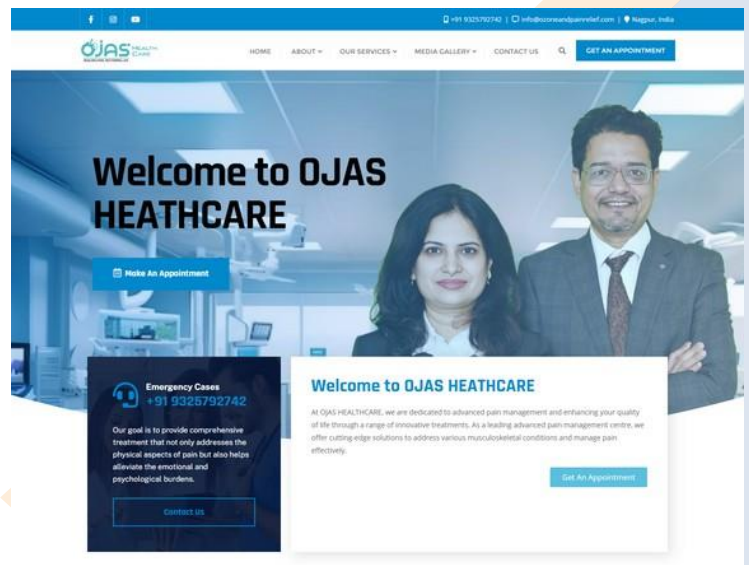 +91 9325792742 | info@ozoneandpainrelief.com | Nagpur, India
OJAS HEALTH CARE
HOME ABOUT OUR SERVICES MEDIA GALLERY CONTACT US GET AN APPOINTMENT
Welcome to OJAS
HEATHCARE
Make An Appointment
Emergency Cases
+91 9325792742
Our goal is to provide comprehensive
treatment that not only addresses the
physical aspects of pain but also helps
alleviate the emotional and
psychological burdens.
Contact Us
Welcome to OJAS HEATHCARE
At OJAS HEALTHCARE, we are dedicated to advanced pain management and enhancing your quality
of life through a range of innovative treatments. As a leading advanced pain management centre, we
offer cutting-edge solutions to address various musculoskeletal conditions and manage pain
effectively.
Get An Appointment